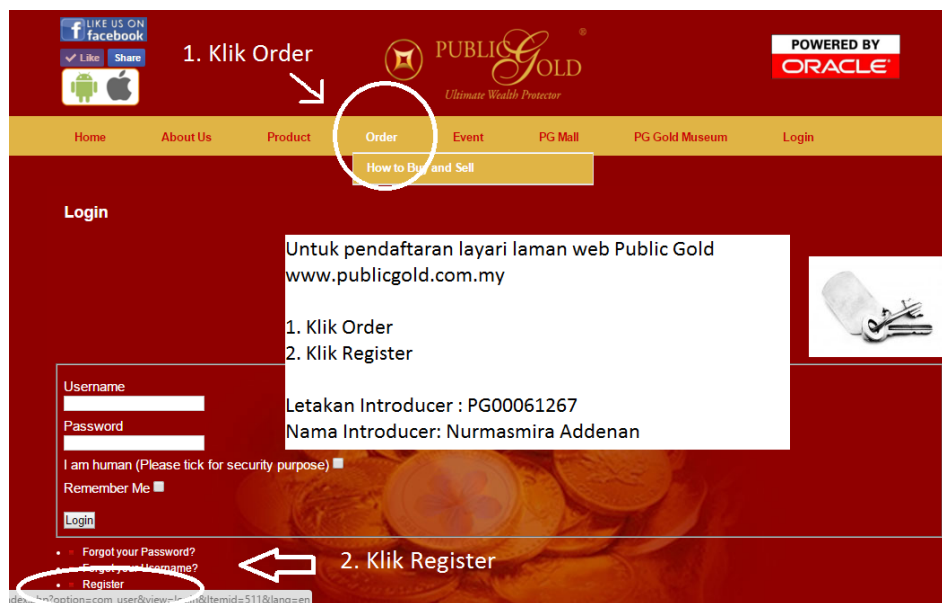 LIKE US ON
facebook
Like Share
1. Klik Order
PUBLIC GOLD
®
Ultimate Wealth Protector
POWERED BY
ORACLE
Home About Us Product Order Event PG Mall PG Gold Museum Login
How to Buy and Sell
Login
Untuk pendaftaran layari laman web Public Gold
www.publicgold.com.my
1. Klik Order
2. Klik Register
Letakan Introducer : PG00061267
Nama Introducer: Nurmasmira Addenan
Username
Password
I am human (Please tick for security purpose)
Remember Me
Login
Forgot your Password?
Forgot your Username?
Register
2. Klik Register